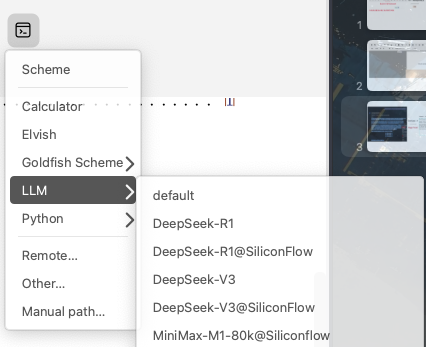 Scheme
Calculator
Elvish
Goldfish Scheme
LLM
Python
Remote...
Other...
Manual path...
default
DeepSeek-R1
DeepSeek-R1@SiliconFlow
DeepSeek-V3
DeepSeek-V3@SiliconFlow
MiniMax-M1-80k@Siliconflow
1
2
3